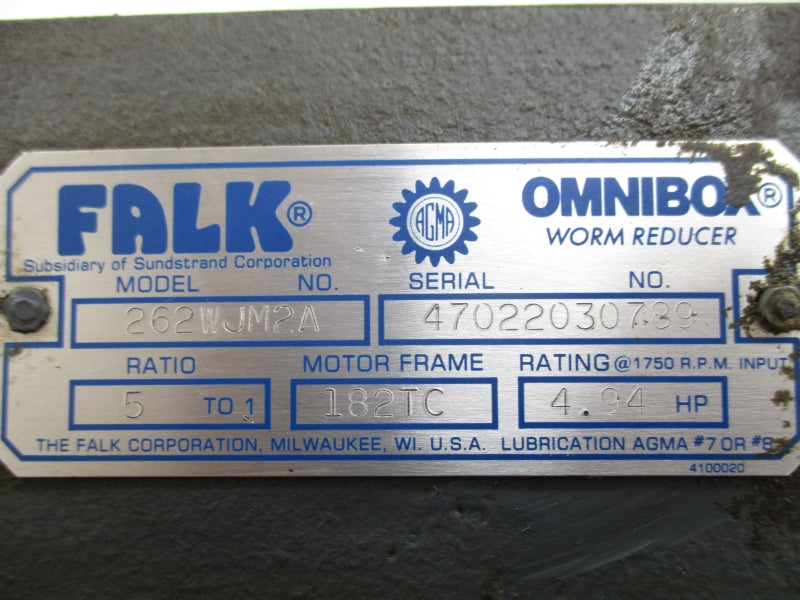 FALK®
AGMA
OMNIBOX®
Subsidiary of Sundstrand Corporation
WORM REDUCER
MODEL NO. SERIAL NO.
262WJM2A 47022030789
RATIO MOTOR FRAME RATING @ 1750 R.P.M. INPUT
5 TO 1 182TC 4.94 HP
THE FALK CORPORATION, MILWAUKEE, WI. U.S.A. LUBRICATION AGMA #7 OR #8
4100020